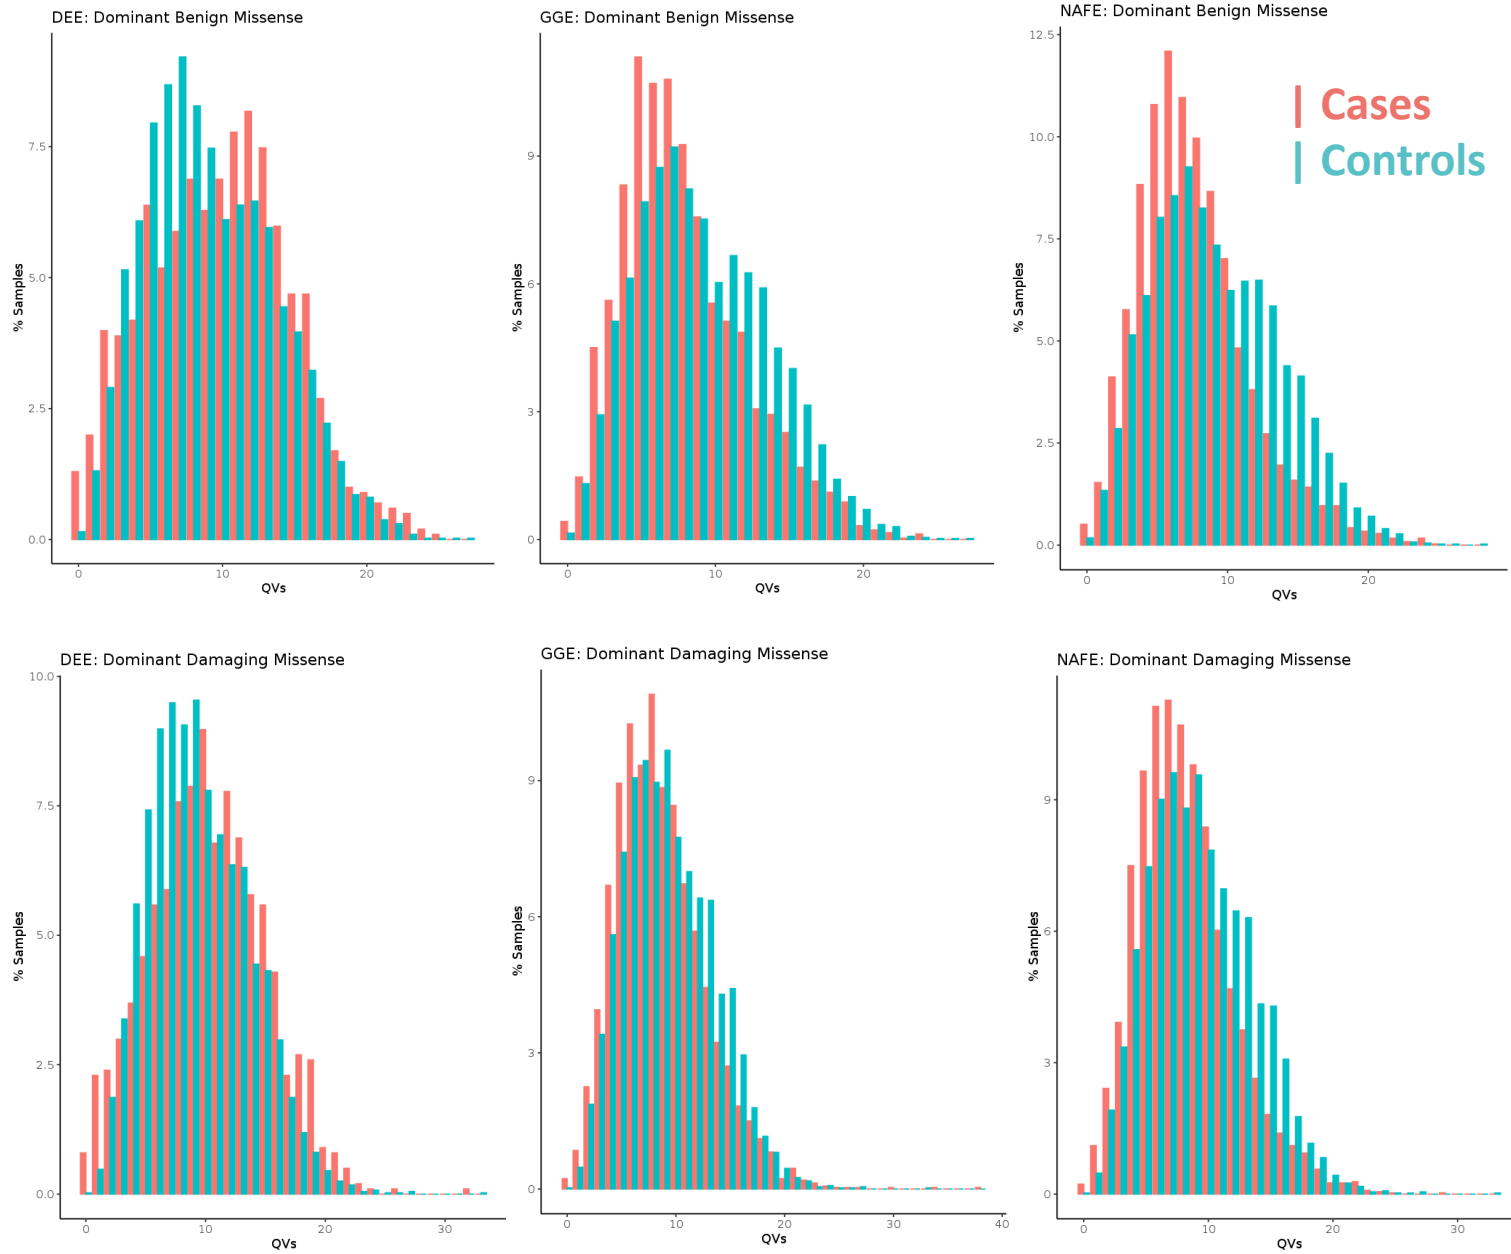 DEE: Dominant Benign Missense
% Samples
7.5
5.0
2.5
0.0
0 10 20
QVs
GGE: Dominant Benign Missense
% Samples
9
6
3
0
0 10 20
QVs
NAFE: Dominant Benign Missense
% Samples
12.5
10.0
7.5
5.0
2.5
0.0
0 10 20
QVs
Cases
Controls
DEE: Dominant Damaging Missense
% Samples
10.0
7.5
5.0
2.5
0.0
0 10 20 30
QVs
GGE: Dominant Damaging Missense
% Samples
9
6
3
0
0 10 20 30 40
QVs
NAFE: Dominant Damaging Missense
% Samples
9
6
3
0
0 10 20 30
QVs